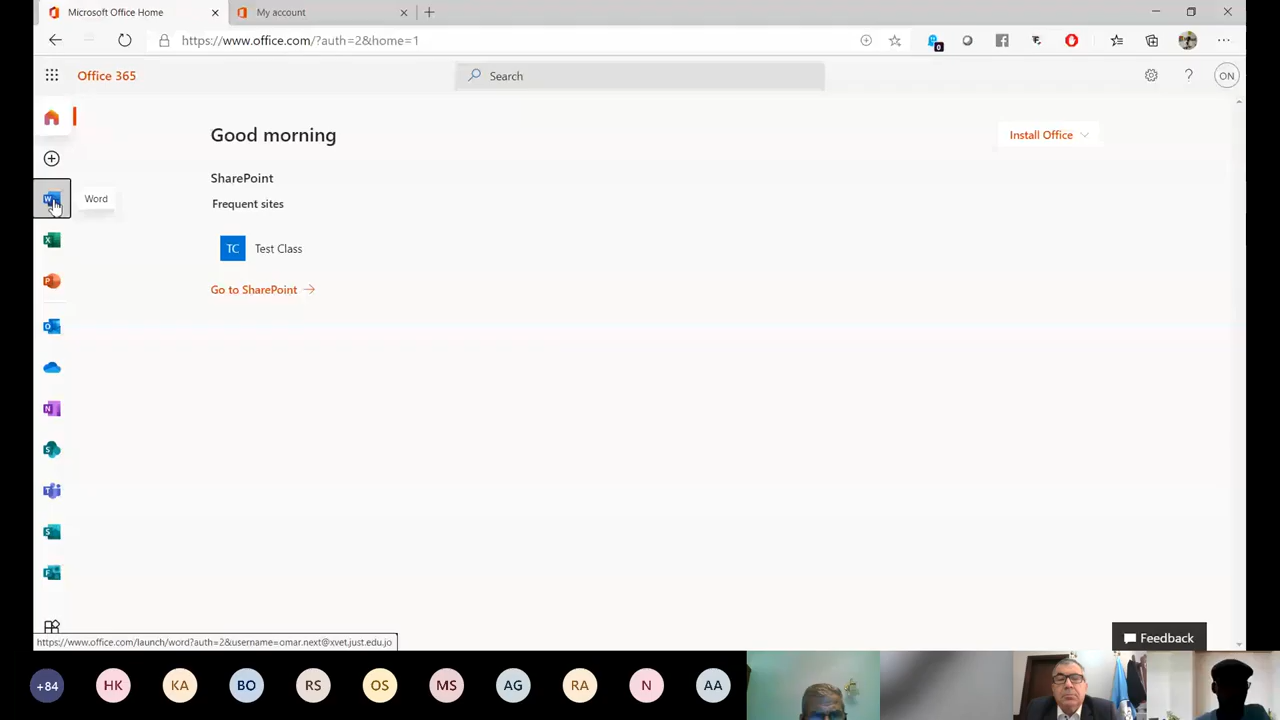 Microsoft Office Home
My account
https://www.office.com/?auth=2&home=1
0
Office 365
Search
ON
Good morning
Install Office
SharePoint
Word
Frequent sites
TC
Test Class
Go to SharePoint →
https://www.office.com/launch/word?auth=2&username=omar.next@xvet.just.edu.jo
Feedback
+84
HK
KA
BO
RS
OS
MS
AG
RA
N
AA